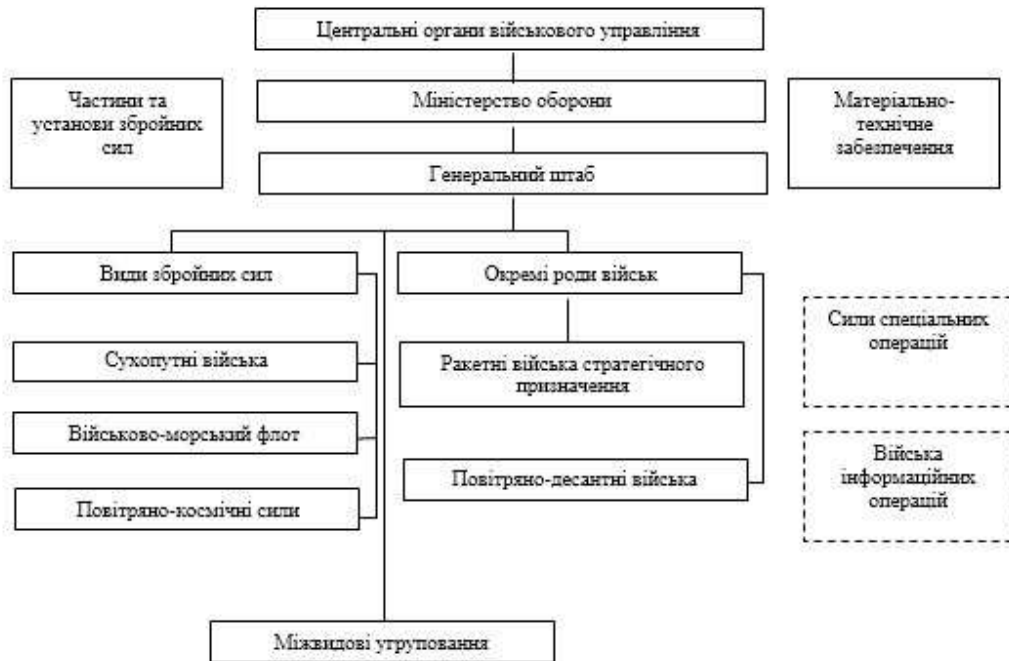 Центральні органи військового управління
Частини та
установи збройних
сил
Міністерство оборони
Матеріально-
технічне
забезпечення
Генеральний штаб
Види збройних сил
Окремі роди військ
Сили спеціальних
операцій
Сухопутні війська
Ракетні війська стратегічного
призначення
Військово-морський флот
Повітряно-десантні війська
Війська
інформаційних
операцій
Повітряно-космічні сили
Міжвидові угруповання